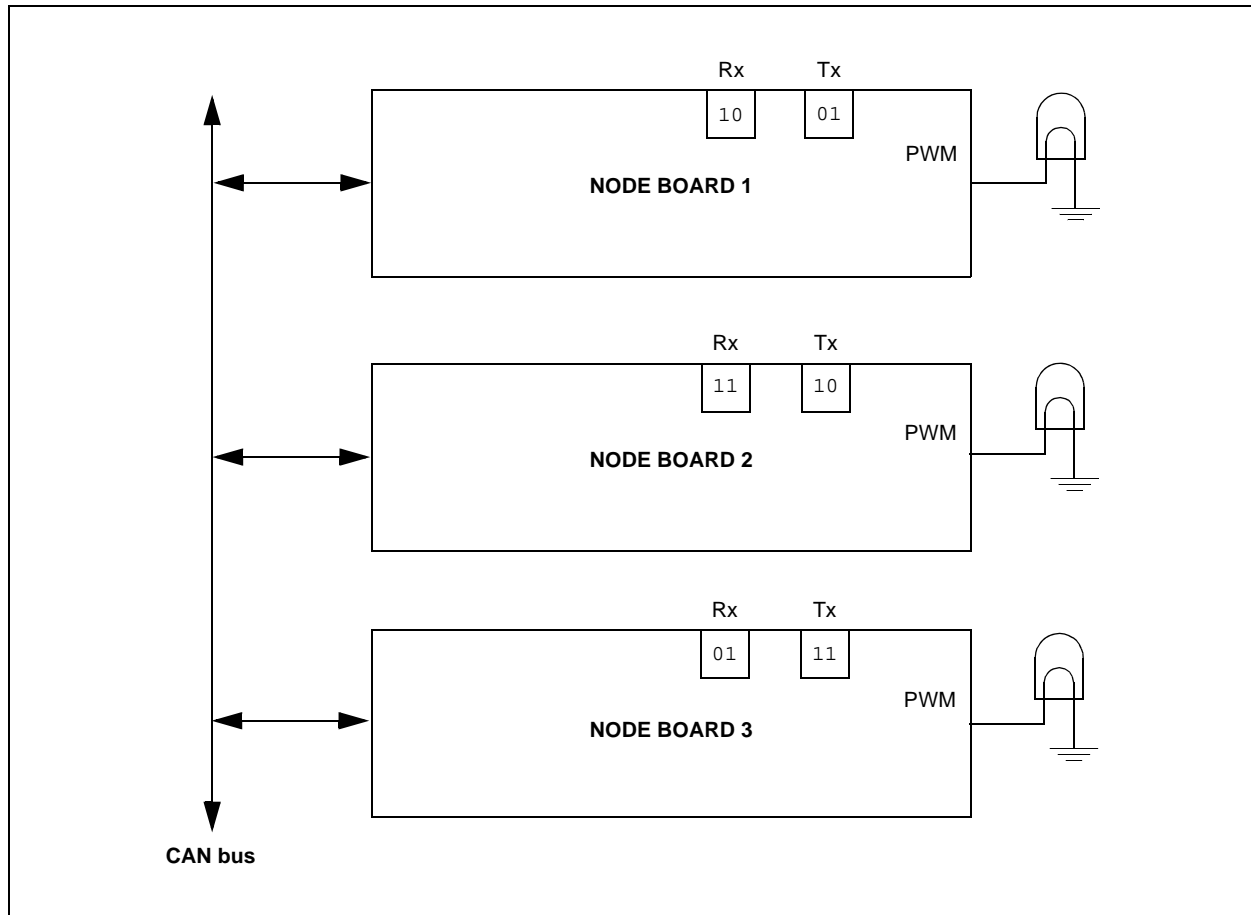 Rx Tx
10 01
PWM
NODE BOARD 1
Rx Tx
11 10
PWM
NODE BOARD 2
Rx Tx
01 11
PWM
NODE BOARD 3
CAN bus